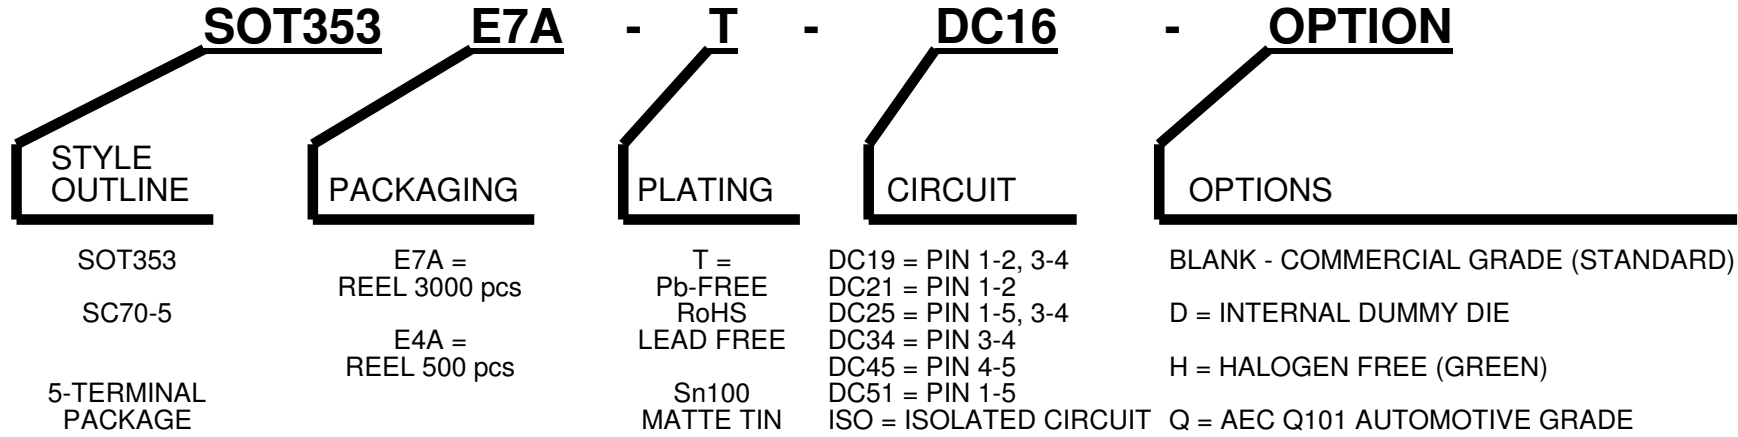 SOT353 E7A - T - DC16 - OPTION
STYLE
OUTLINE
PACKAGING
PLATING
CIRCUIT
OPTIONS
SOT353
SC70-5
5-TERMINAL
PACKAGE
E7A =
REEL 3000 pcs
E4A =
REEL 500 pcs
T =
Pb-FREE
RoHS
LEAD FREE
Sn100
MATTE TIN
DC19 = PIN 1-2, 3-4
DC21 = PIN 1-2
DC25 = PIN 1-5, 3-4
DC34 = PIN 3-4
DC45 = PIN 4-5
DC51 = PIN 1-5
ISO = ISOLATED CIRCUIT
BLANK - COMMERCIAL GRADE (STANDARD)
D = INTERNAL DUMMY DIE
H = HALOGEN FREE (GREEN)
Q = AEC Q101 AUTOMOTIVE GRADE